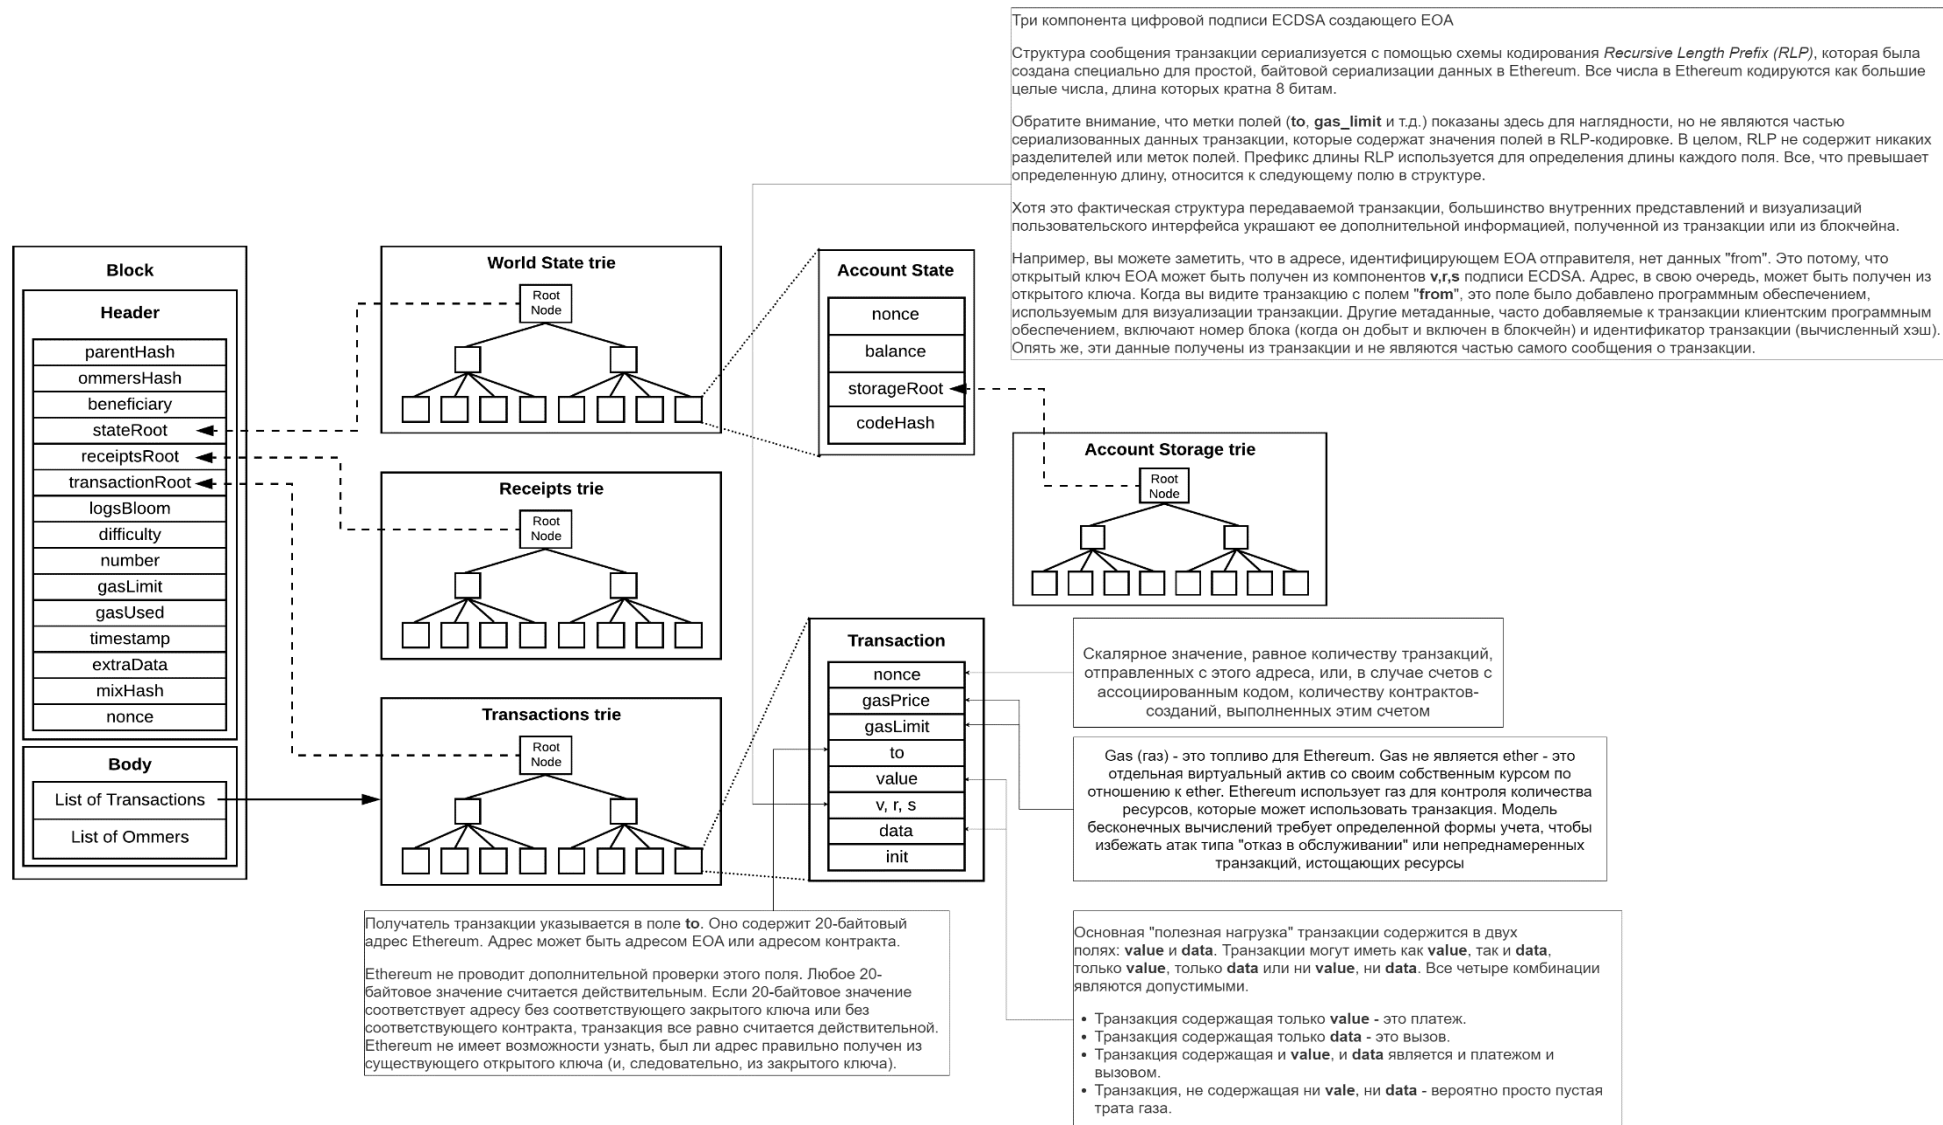 Три компонента цифровой подписи ECDSA создающего EOA
Структура сообщения транзакции сериализуется с помощью схемы кодирования Recursive Length Prefix (RLP), которая была
создана специально для простой, байтовой сериализации данных в Ethereum. Все числа в Ethereum кодируются как большие
целые числа, длина которых кратна 8 битам.
Обратите внимание, что метки полей (to, gas_limit и т.д.) показаны здесь для наглядности, но не являются частью
сериализованных данных транзакции, которые содержат значения полей в RLP-кодировке. В целом, RLP не содержит никаких
разделителей или меток полей. Префикс длины RLP используется для определения длины каждого поля. Все, что превышает
определенную длину, относится к следующему полю в структуре.
Хотя это фактическая структура передаваемой транзакции, большинство внутренних представлений и визуализаций
пользовательского интерфейса украшают ее дополнительной информацией, полученной из транзакции или из блокчейна.
Например, вы можете заметить, что в адресе, идентифицирующем EOA отправителя, нет данных "from". Это потому, что
открытый ключ EOA может быть получен из компонентов v,r,s подписи ECDSA. Адрес, в свою очередь, может быть получен из
открытого ключа. Когда вы видите транзакцию с полем "from", это поле было добавлено программным обеспечением,
используемым для визуализации транзакции. Другие метаданные, часто добавляемые к транзакции клиентским программным
обеспечением, включают номер блока (когда он добыт и включен в блокчейн) и идентификатор транзакции (вычисленный хэш).
Опять же, эти данные получены из транзакции и не являются частью самого сообщения о транзакции.
Block
Header
parentHash
ommersHash
beneficiary
stateRoot
receiptsRoot
transactionRoot
logsBloom
difficulty
number
gasLimit
gasUsed
timestamp
extraData
mixHash
nonce
Body
List of Transactions
List of Ommers
World State trie
Root
Node
Receipts trie
Root
Node
Transactions trie
Root
Node
Account State
nonce
balance
storageRoot
codeHash
Account Storage trie
Root
Node
Transaction
nonce
gasPrice
gasLimit
to
value
v, r, s
data
init
Скалярное значение, равное количеству транзакций,
отправленных с этого адреса, или, в случае счетов с
ассоциированным кодом, количеству контрактов-
созданий, выполненных этим счетом
Gas (газ) - это топливо для Ethereum. Gas не является ether - это
отдельная виртуальный актив со своим собственным курсом по
отношению к ether. Ethereum использует газ для контроля количества
ресурсов, которые может использовать транзакция. Модель
бесконечных вычислений требует определенной формы учета, чтобы
избежать атак типа "отказ в обслуживании" или непреднамеренных
транзакций, истощающих ресурсы
Получатель транзакции указывается в поле to. Оно содержит 20-байтовый
адрес Ethereum. Адрес может быть адресом EOA или адресом контракта.
Ethereum не проводит дополнительной проверки этого поля. Любое 20-
байтовое значение считается действительным. Если 20-байтовое значение
соответствует адресу без соответствующего закрытого ключа или без
соответствующего контракта, транзакция все равно считается действительной.
Ethereum не имеет возможности узнать, был ли адрес правильно получен из
существующего открытого ключа (и, следовательно, из закрытого ключа).
Основная "полезная нагрузка" транзакции содержится в двух
полях: value и data. Транзакции могут иметь как value, так и data,
только value, только data или ни value, ни data. Все четыре комбинации
являются допустимыми.
• Транзакция содержащая только value - это платеж.
• Транзакция содержащая только data - это вызов.
• Транзакция содержащая и value, и data является и платежом и
вызовом.
• Транзакция, не содержащая ни vale, ни data - вероятно просто пустая
трата газа.